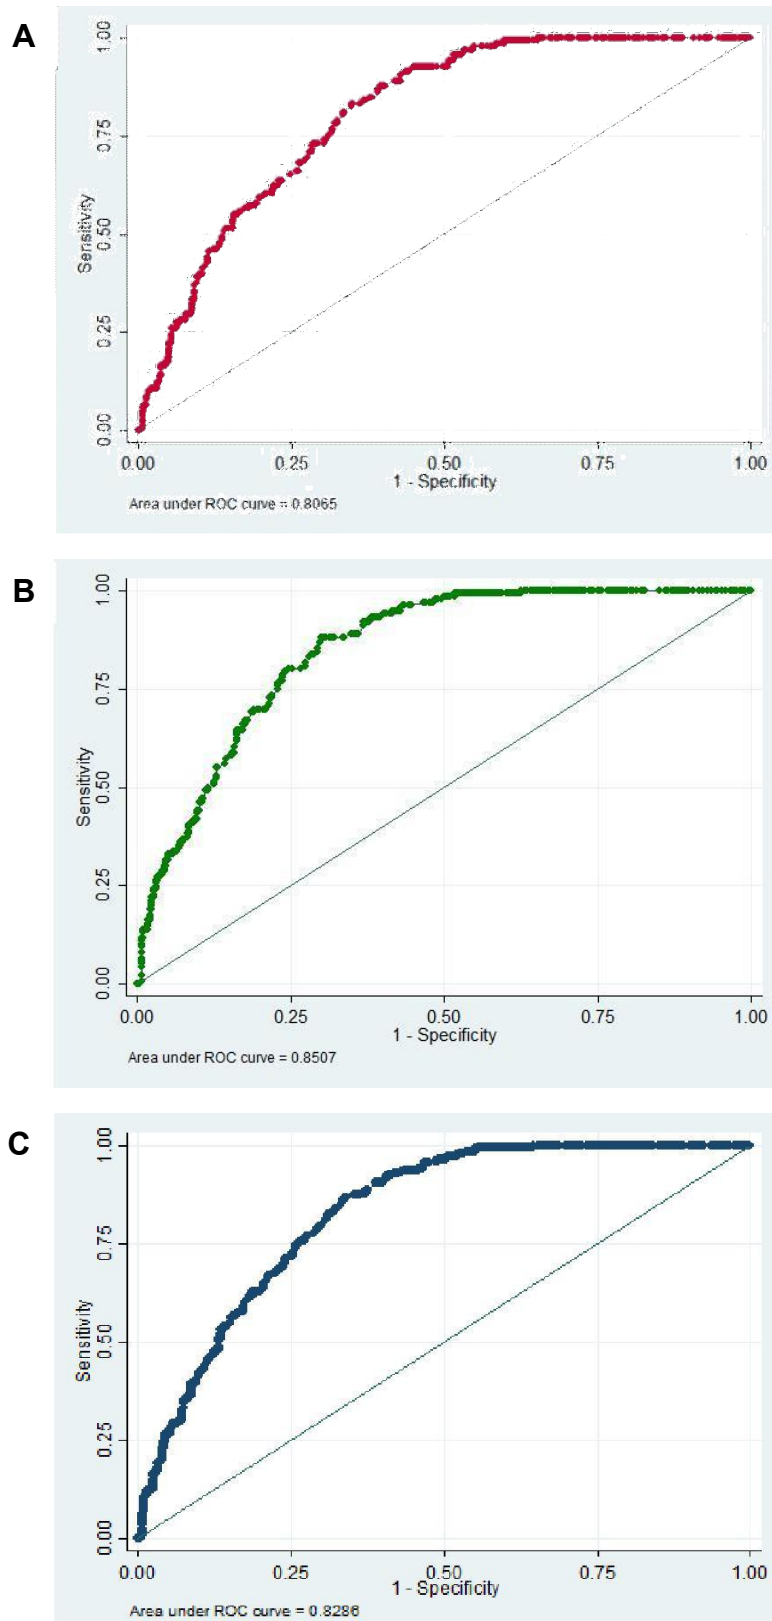 A
1.00
0.75
0.50
0.25
0.00
Sensitivity
0.00 0.25 0.50 0.75 1.00
1 - Specificity
Area under ROC curve = 0.8065
B
1.00
0.75
0.50
0.25
0.00
Sensitivity
0.00 0.25 0.50 0.75 1.00
1 - Specificity
Area under ROC curve = 0.8507
C
1.00
0.75
0.50
0.25
0.00
Sensitivity
0.00 0.25 0.50 0.75 1.00
1 - Specificity
Area under ROC curve = 0.8286